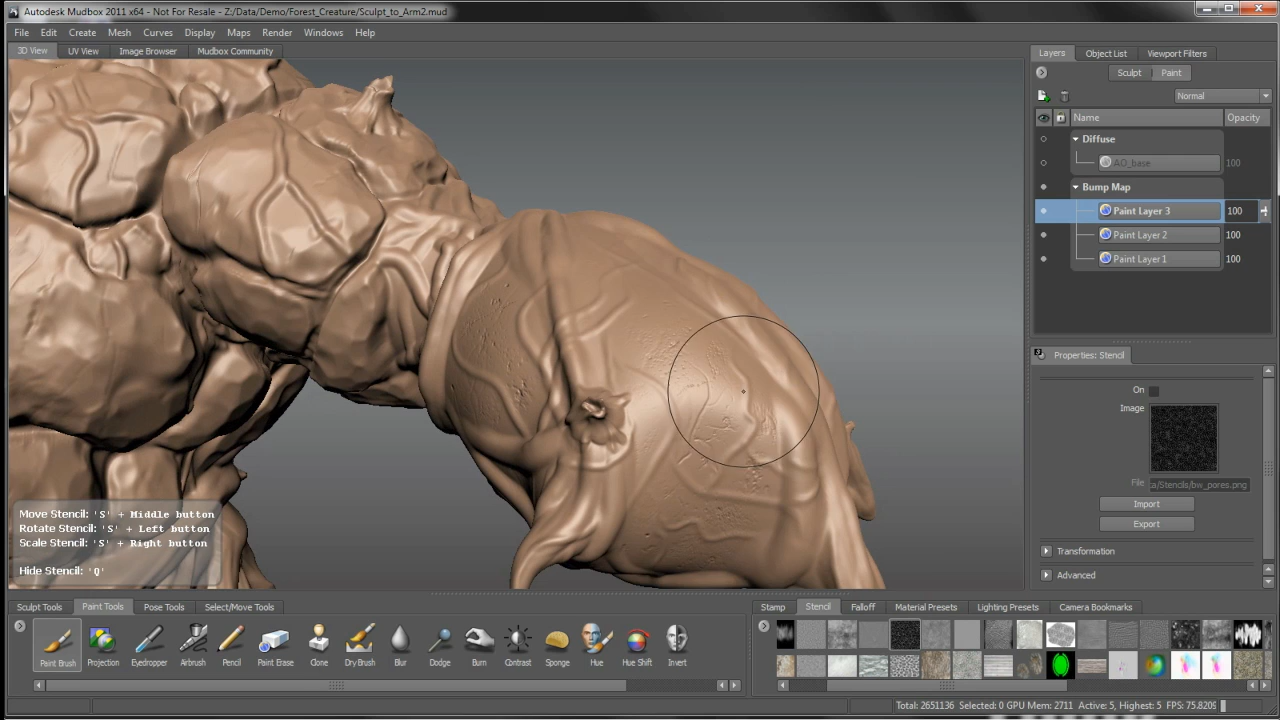 Autodesk Mudbox 2011 x64 - Not For Resale - Z:/Data/Demo/Forest_Creature/Sculpt_to_Arm2.mud
File Edit Create Mesh Curves Display Maps Render Windows Help
3D View UV View Image Browser Mudbox Community
Layers Object List Viewport Filters
Sculpt Paint
Normal
Name Opacity
Diffuse
AO_base 100
Bump Map
Paint Layer 3 100
Paint Layer 2 100
Paint Layer 1 100
Properties: Stencil
On
Image
File ta/Stencils/bw_pores.png
Import
Export
Transformation
Advanced
Move Stencil: 'S' + Middle button
Rotate Stencil: 'S' + Left button
Scale Stencil: 'S' + Right button
Hide Stencil: 'Q'
Sculpt Tools Paint Tools Pose Tools Select/Move Tools
Paint Brush Projection Eyedropper Airbrush Pencil Paint Erase Clone Dry Brush Blur Dodge Burn Contrast Sponge Hue Hue Shift Invert
Stamp Stencil Falloff Material Presets Lighting Presets Camera Bookmarks
Total: 2651136 Selected: 0 GPU Mem: 2711 Active: 5, Highest: 5 FPS: 75.8209